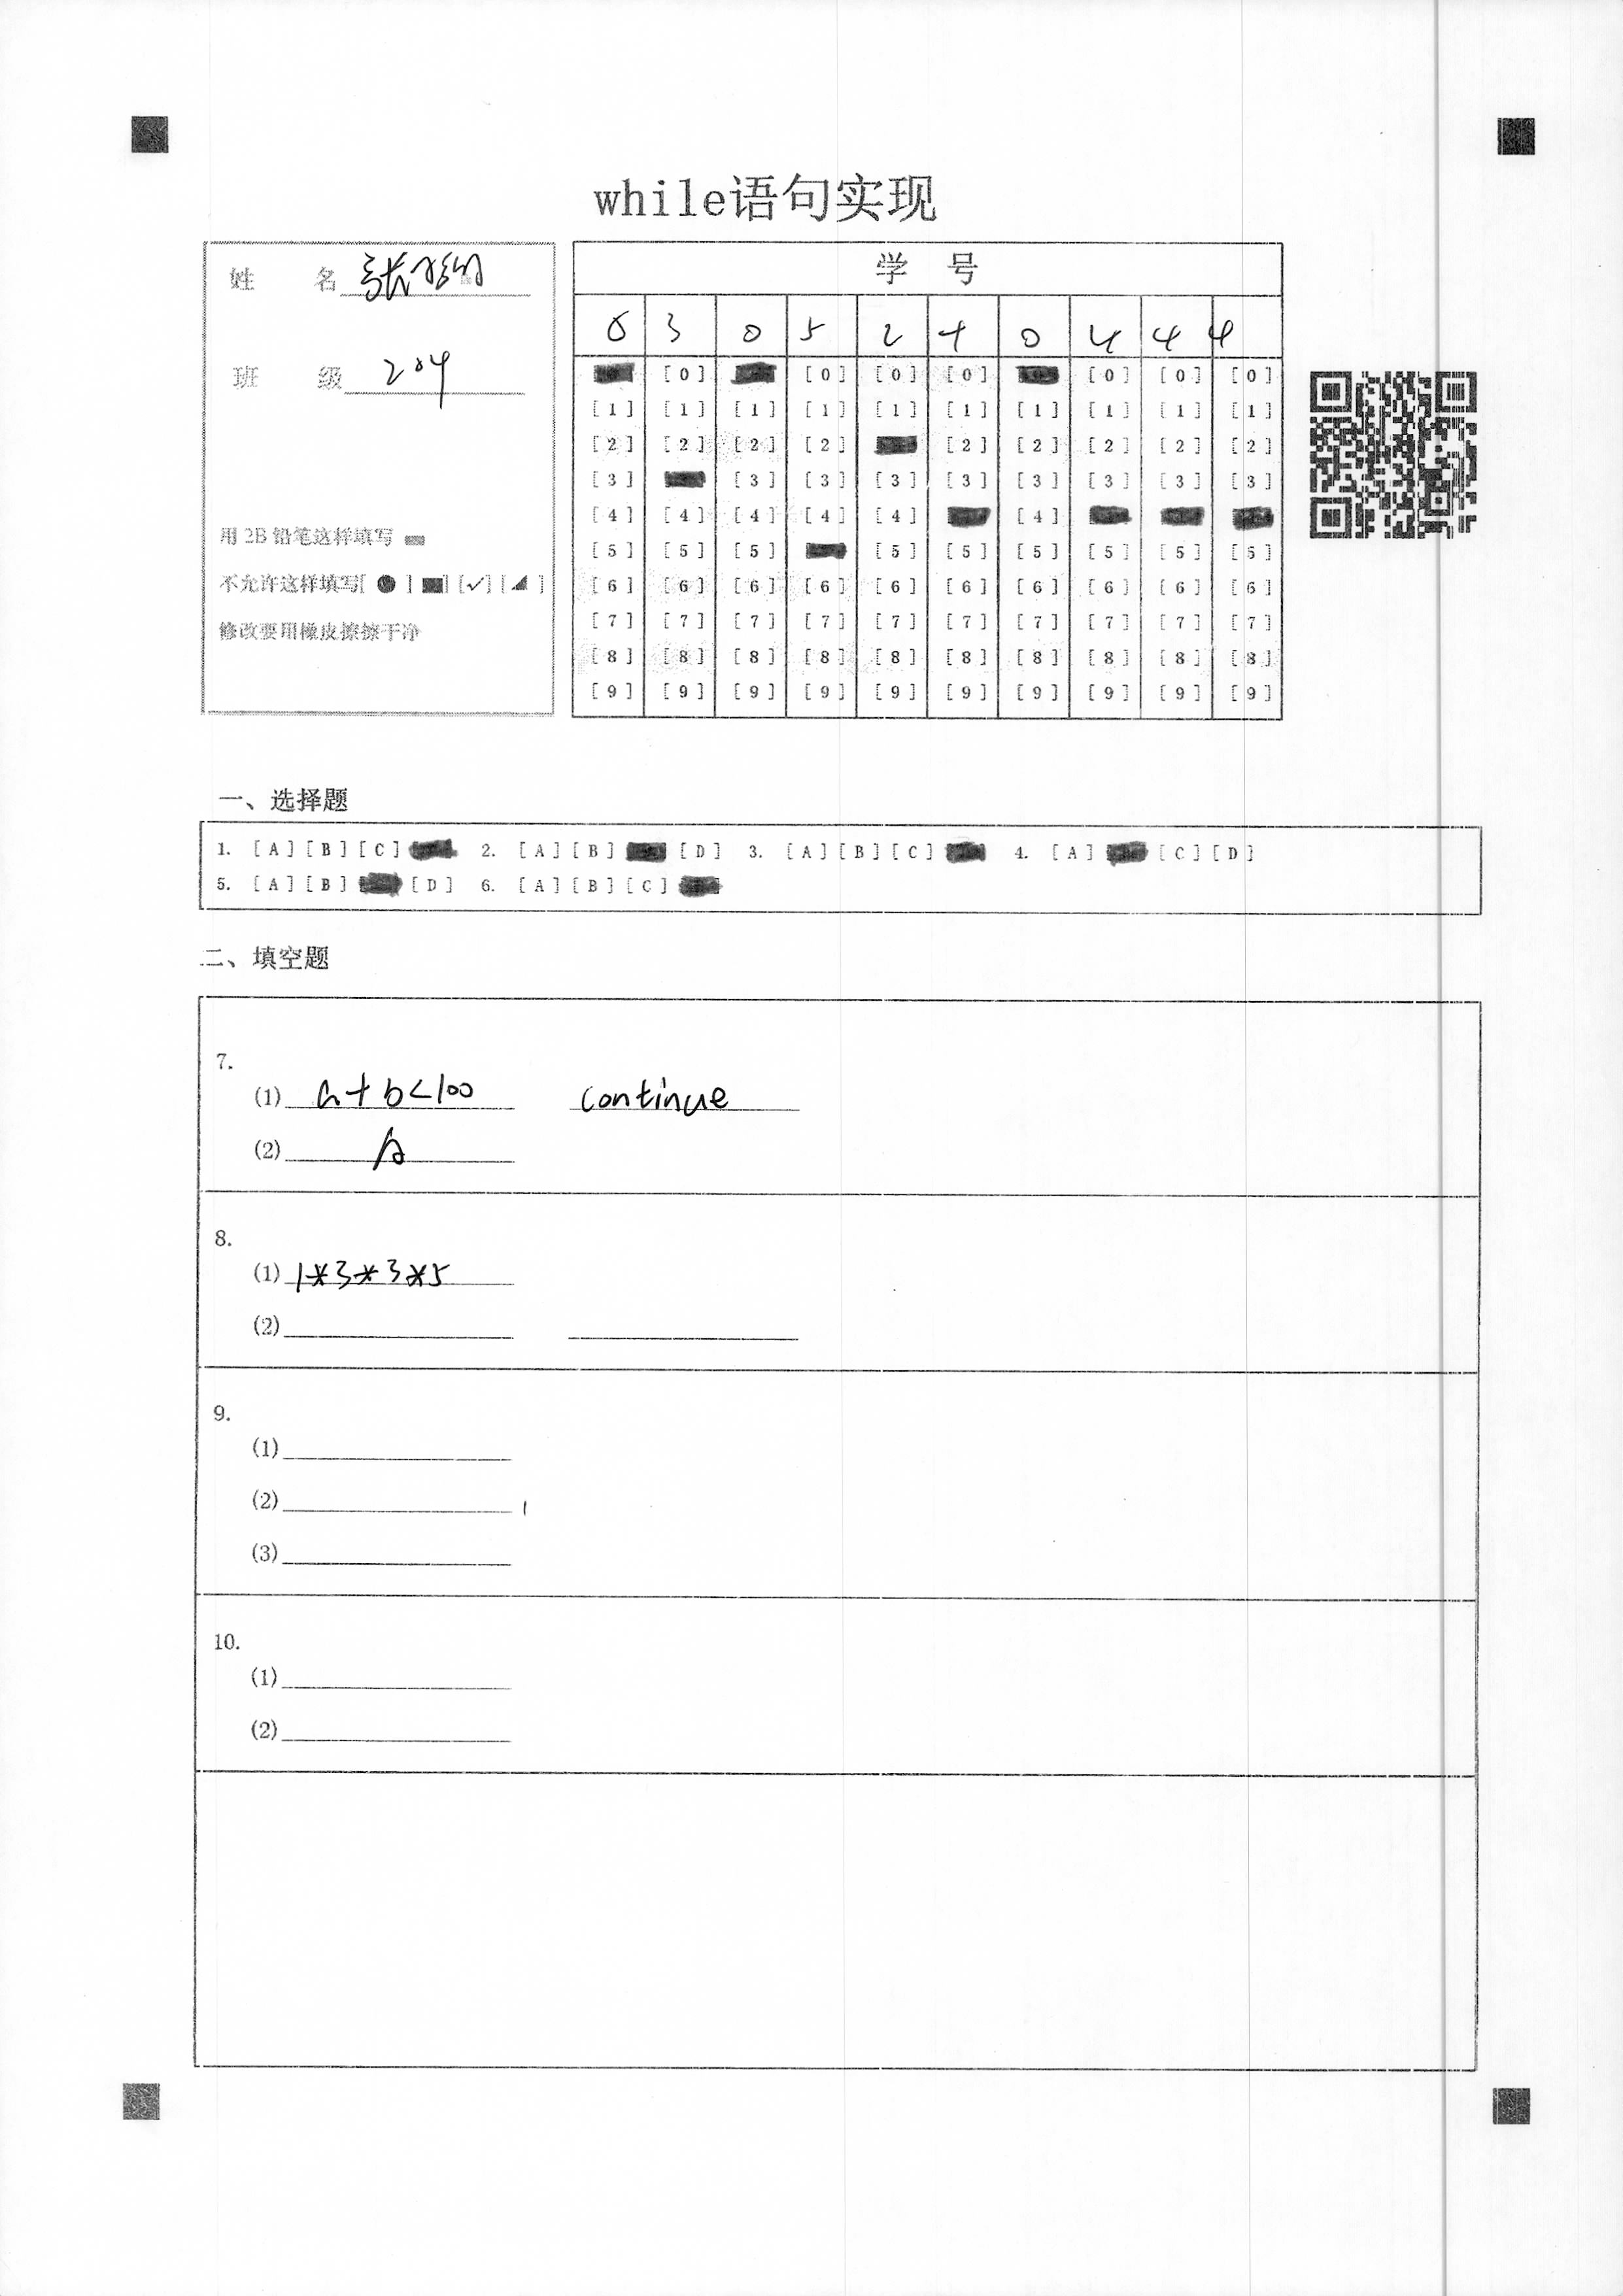 while语句实现
姓 名
班 级 204
用 2B 铅笔这样填写
不允许这样填写[ ● ] [■] [✓] [◢ ]
修改要用橡皮擦擦干净
学 号
0 3 0 5 2 4 0 4 4 4
[0] [0] [0] [0] [0] [0] [0]
[1] [1] [1] [1] [1] [1] [1] [1] [1] [1]
[2] [2] [2] [2] [2] [2] [2] [2] [2]
[3] [3] [3] [3] [3] [3] [3] [3] [3]
[4] [4] [4] [4] [4] [4]
[5] [5] [5] [5] [5] [5] [5] [5] [5]
[6] [6] [6] [6] [6] [6] [6] [6] [6] [6]
[7] [7] [7] [7] [7] [7] [7] [7] [7] [7]
[8] [8] [8] [8] [8] [8] [8] [8] [8] [8]
[9] [9] [9] [9] [9] [9] [9] [9] [9] [9]
一、选择题
1. [A] [B] [C] 2. [A] [B] [D] 3. [A] [B] [C] 4. [A] [C] [D]
5. [A] [B] [D] 6. [A] [B] [C]
二、填空题
7.
(1) a+b<100 continue
(2)
8.
(1) 1*3*3*5
(2)
9.
(1)
(2)
(3)
10.
(1)
(2)